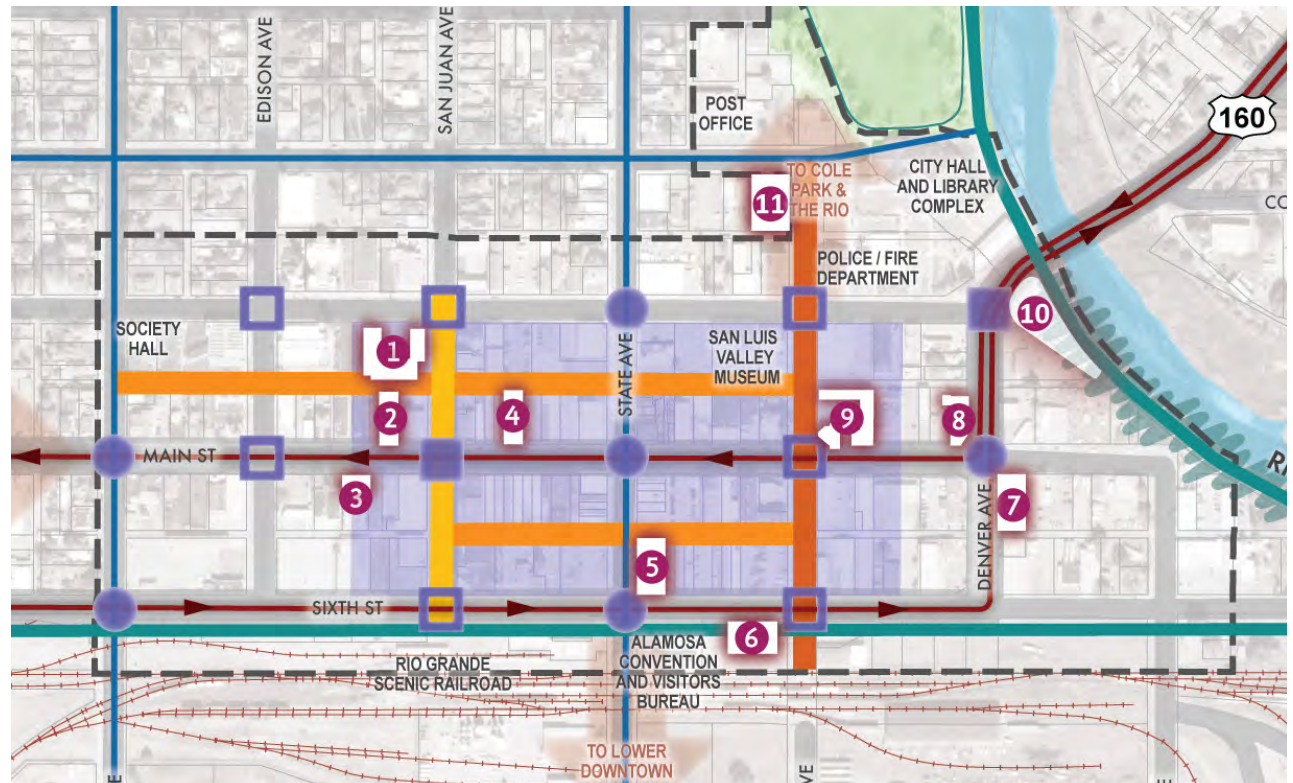 EDISON AVE
SAN JUAN AVE
POST
OFFICE
160
TO COLE
PARK &
THE RIO
CITY HALL
AND LIBRARY
COMPLEX
CO
11
POLICE / FIRE
DEPARTMENT
SOCIETY
HALL
1
STATE AVE
SAN LUIS
VALLEY
MUSEUM
10
2
4
9
8
MAIN ST
3
7
DENVER AVE
RI
5
SIXTH ST
6
RIO GRANDE
SCENIC RAILROAD
ALAMOSA
CONVENTION
AND VISITORS
BUREAU
TO LOWER
DOWNTOWN
E
VE
E